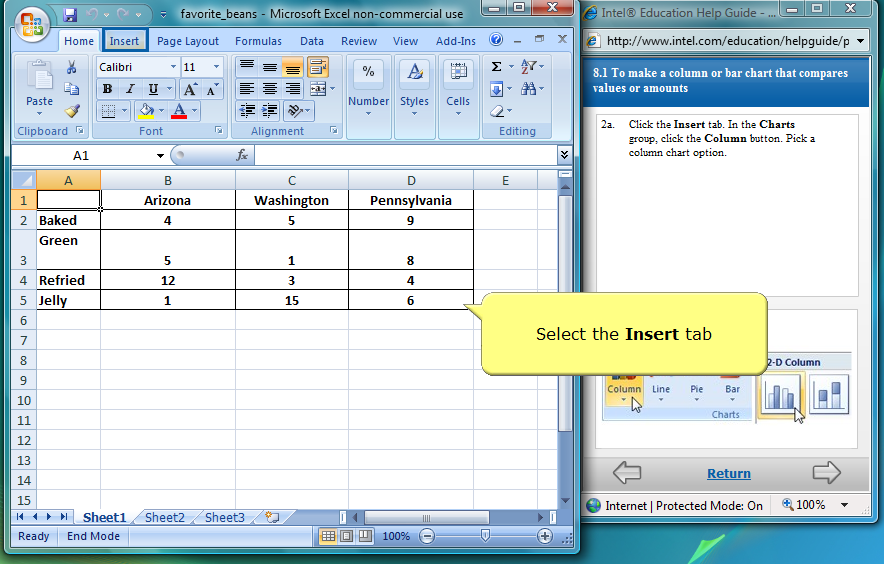 favorite_beans - Microsoft Excel non-commercial use
Home Insert Page Layout Formulas Data Review View Add-Ins
Paste
Calibri 11
B I U A A
A
%
Number
A
Styles
Cells
Σ
Clipboard Font Alignment Editing
A1 fx
A B C D E
1 Arizona Washington Pennsylvania
2 Baked 4 5 9
Green
3 5 1 8
4 Refried 12 3 4
5 Jelly 1 15 6
6
7
8
9
10
11
12
13
14
15
Sheet1 Sheet2 Sheet3
Ready End Mode 100%
Intel® Education Help Guide - ...
http://www.intel.com/education/helpguide/p
8.1 To make a column or bar chart that compares
values or amounts
2a. Click the Insert tab. In the Charts
group, click the Column button. Pick a
column chart option.
Select the Insert tab
2-D Column
Column Line Pie Bar
Charts
Return
Internet | Protected Mode: On 100%